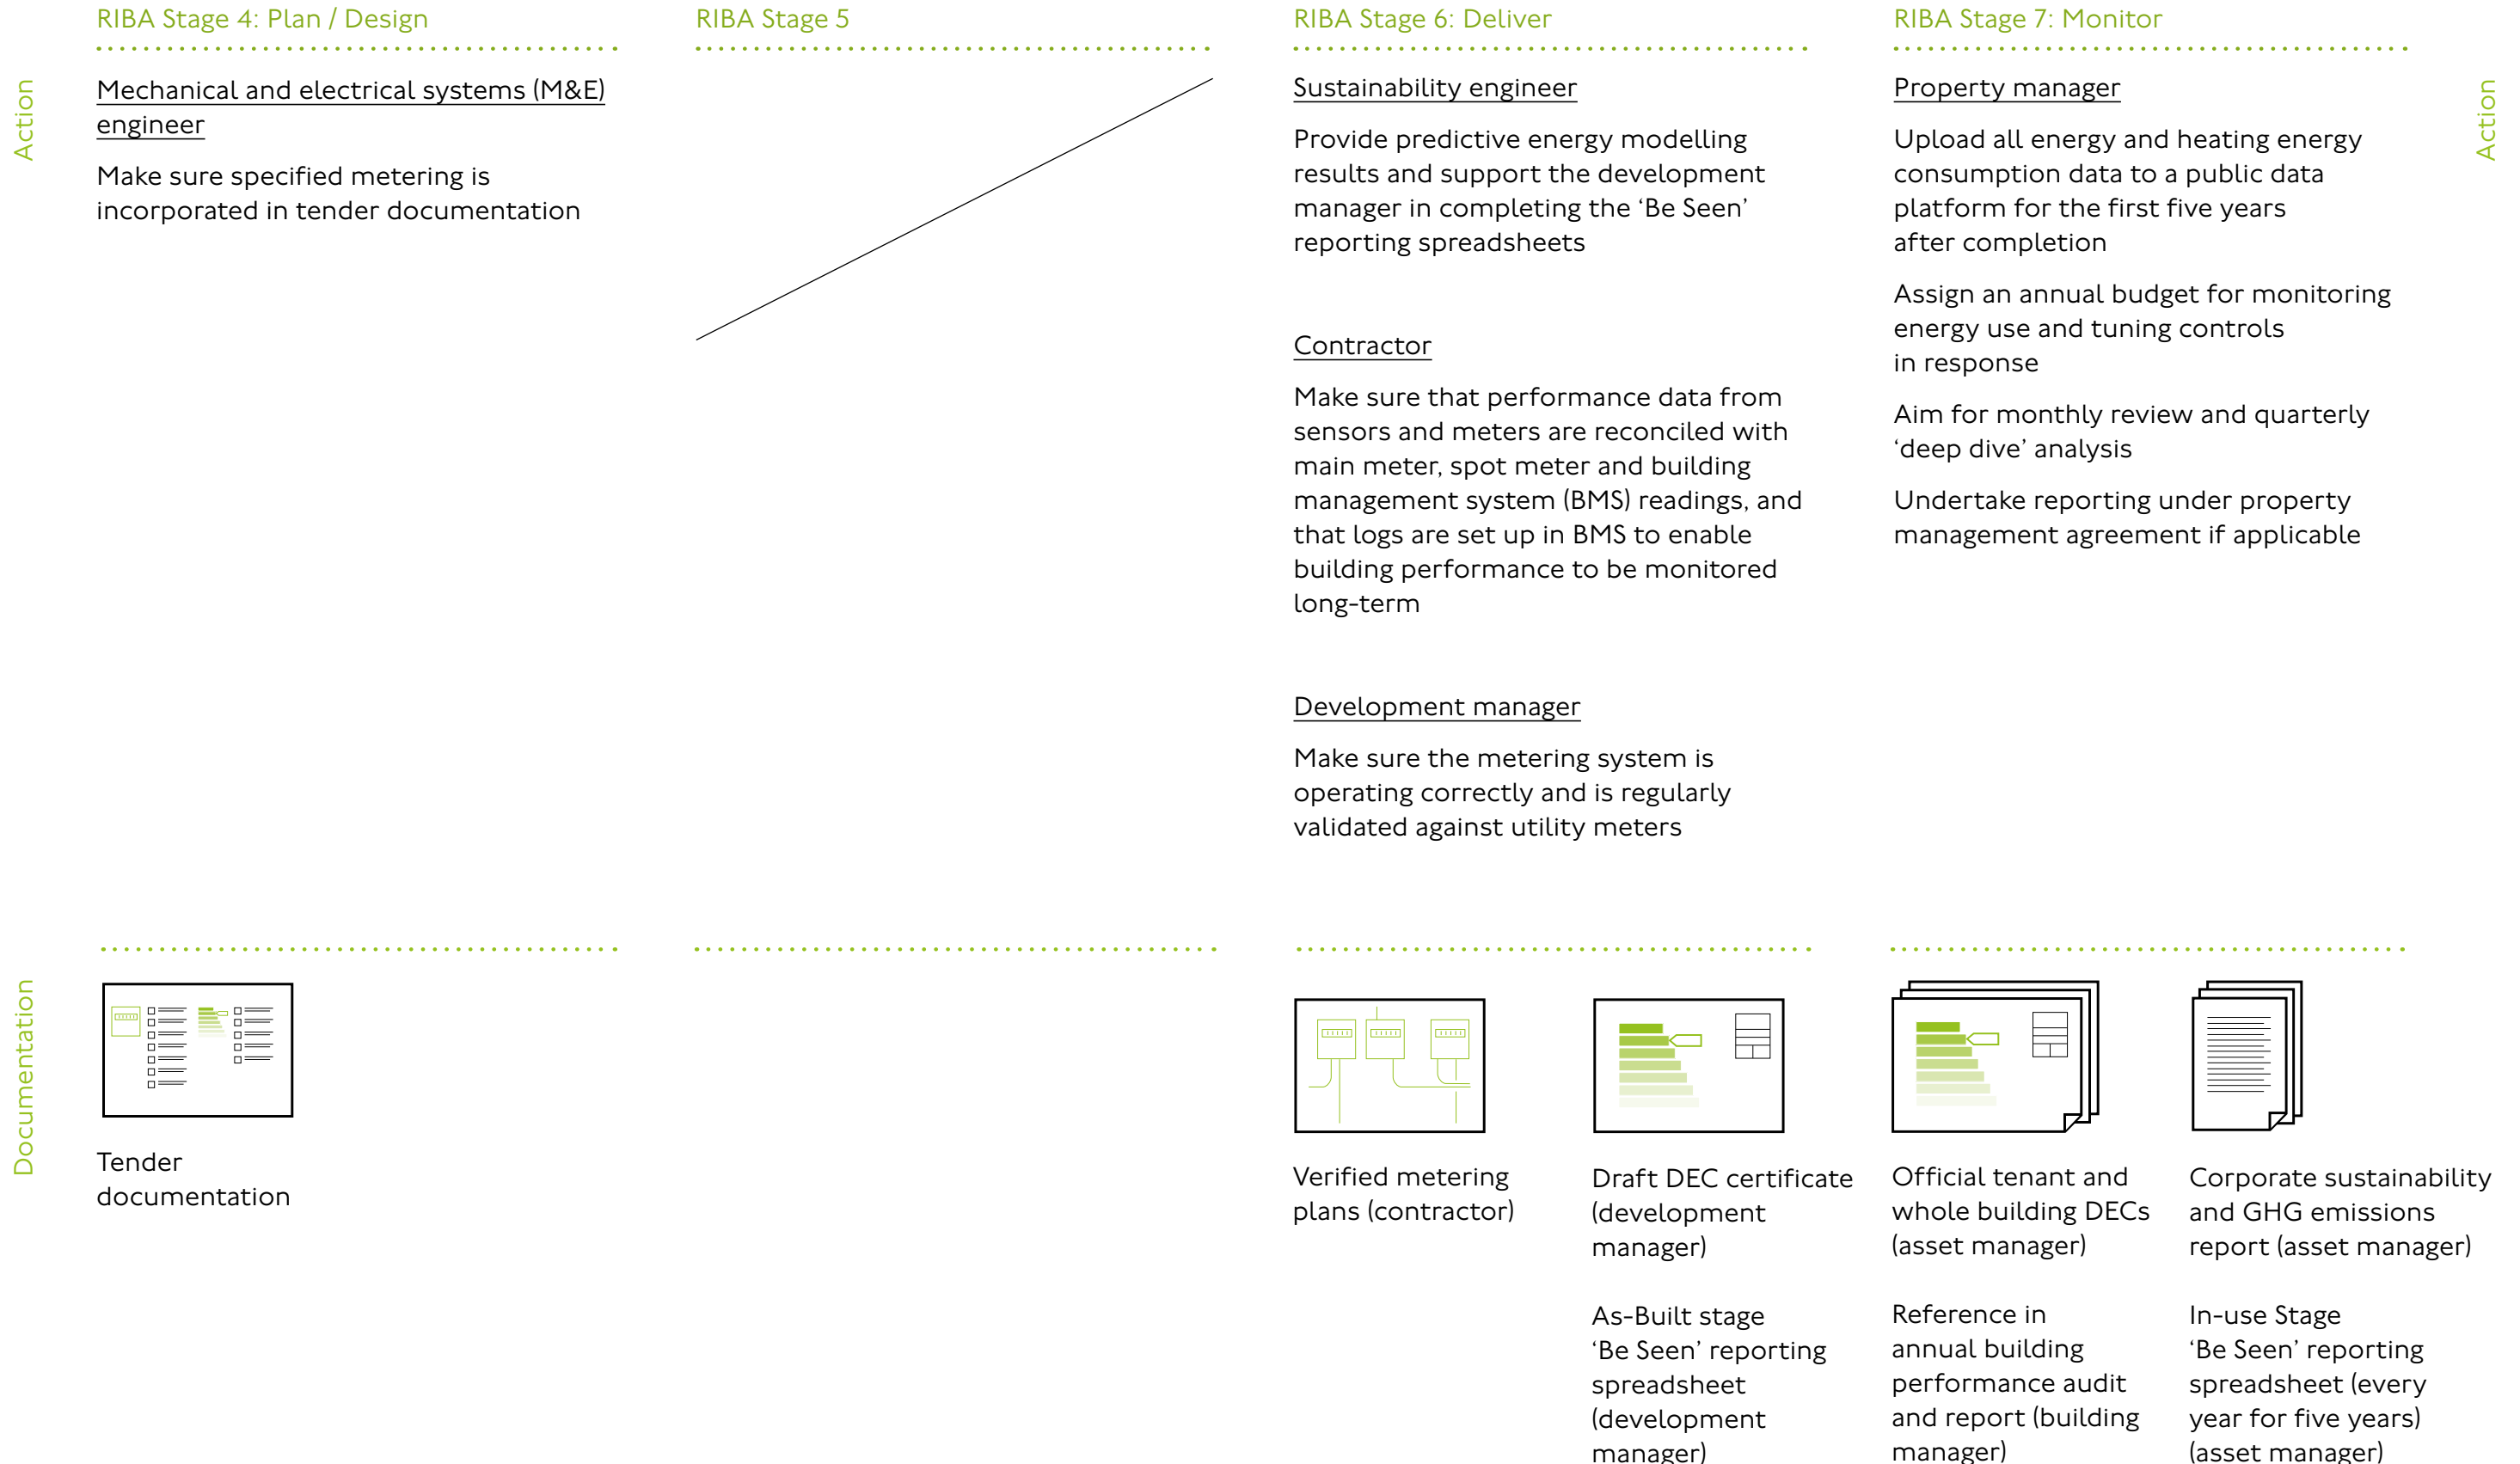 RIBA Stage 4: Plan / Design
RIBA Stage 5
RIBA Stage 6: Deliver
RIBA Stage 7: Monitor
Action
Mechanical and electrical systems (M&E)
engineer
Make sure specified metering is
incorporated in tender documentation
Sustainability engineer
Provide predictive energy modelling
results and support the development
manager in completing the ‘Be Seen’
reporting spreadsheets
Contractor
Make sure that performance data from
sensors and meters are reconciled with
main meter, spot meter and building
management system (BMS) readings, and
that logs are set up in BMS to enable
building performance to be monitored
long-term
Development manager
Make sure the metering system is
operating correctly and is regularly
validated against utility meters
Property manager
Upload all energy and heating energy
consumption data to a public data
platform for the first five years
after completion
Assign an annual budget for monitoring
energy use and tuning controls
in response
Aim for monthly review and quarterly
‘deep dive’ analysis
Undertake reporting under property
management agreement if applicable
Action
Documentation
Tender
documentation
Verified metering
plans (contractor)
Draft DEC certificate
(development
manager)
As-Built stage
‘Be Seen’ reporting
spreadsheet
(development
manager)
Official tenant and
whole building DECs
(asset manager)
Reference in
annual building
performance audit
and report (building
manager)
Corporate sustainability
and GHG emissions
report (asset manager)
In-use Stage
‘Be Seen’ reporting
spreadsheet (every
year for five years)
(asset manager)